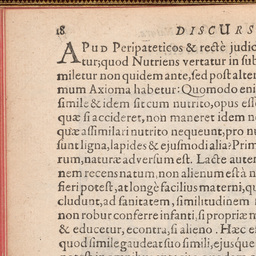 18 DISCURS
APUD Peripateticos & rectè judic
tur; quod Nutriens vertatur in sub
miletur non quidem ante, sed post alter
mum Axioma habetur: Quomodo eni
simile & idem sit cum nutrito, opus ess
quæ si accideret, non maneret idem n
quæ assimilari nutrito nequeunt, pro nu
sunt ligna, lapides & ejusmodi alia? Prim
rum, naturæ adversum est. Lacte autem
nem recens natum, non alienum està n
fieri potest, at longè facilius materni, qu
cludunt, ad sanitatem, similitudinem
non robur conferre infanti, si propriæ m
& educetur, econtra, si alieno. Hæc e
quod simile gaudeat suo simili, ejusque